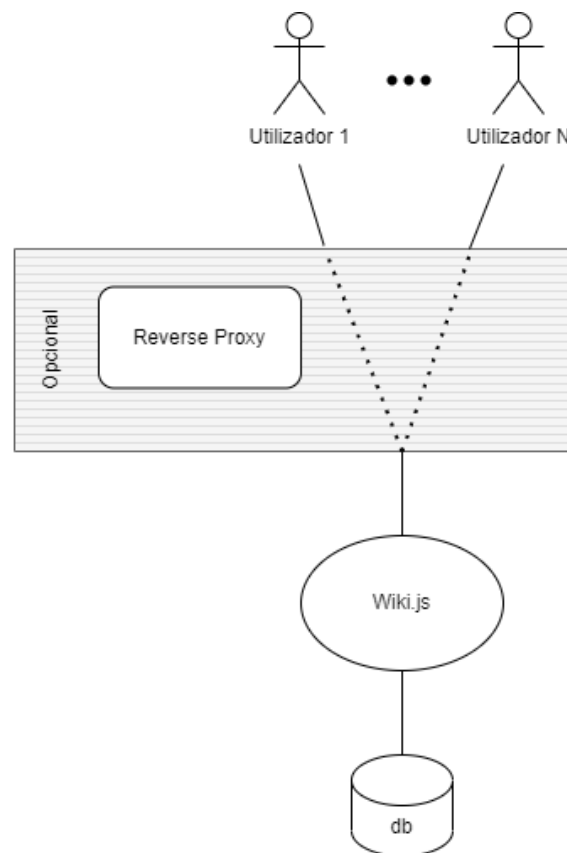 Utilizador 1
Utilizador N
Opcional
Reverse Proxy
Wiki.js
db